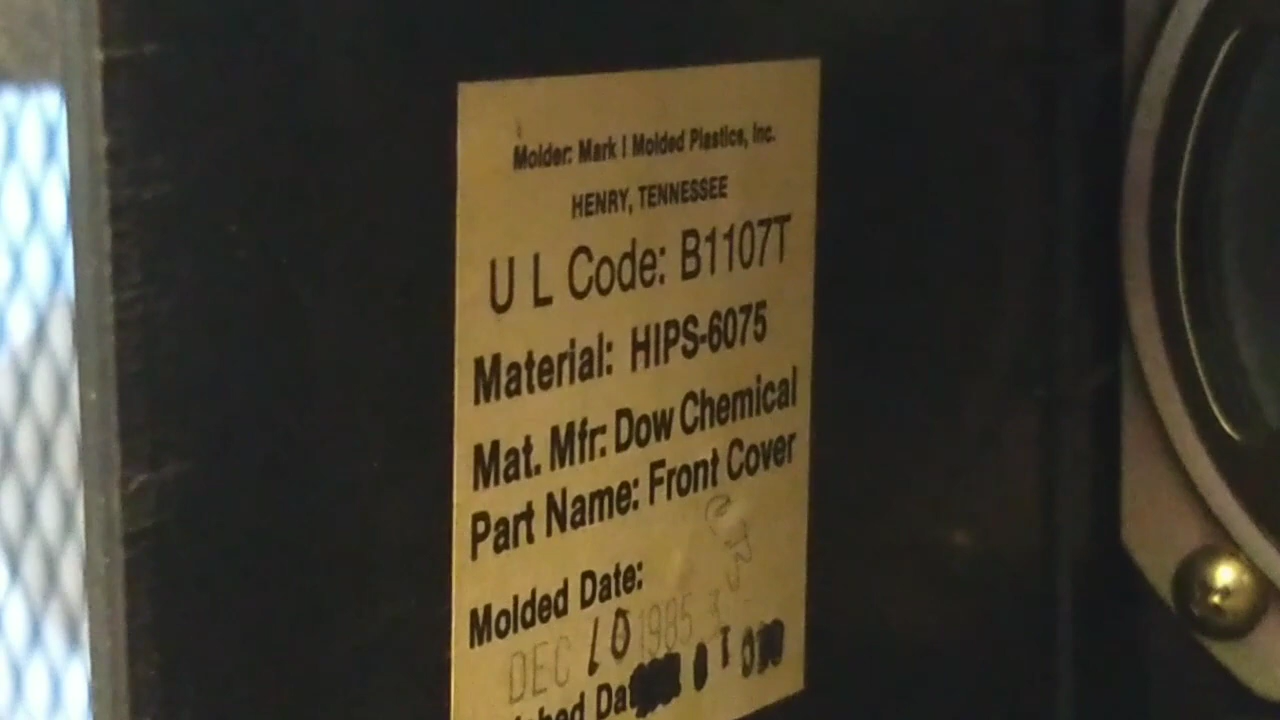 Molder: Mark I Molded Plastics, Inc.
HENRY, TENNESSEE
U L Code: B1107T
Material: HIPS-6075
Mat. Mfr: Dow Chemical
Part Name: Front Cover
Molded Date:
DEC 10 1985